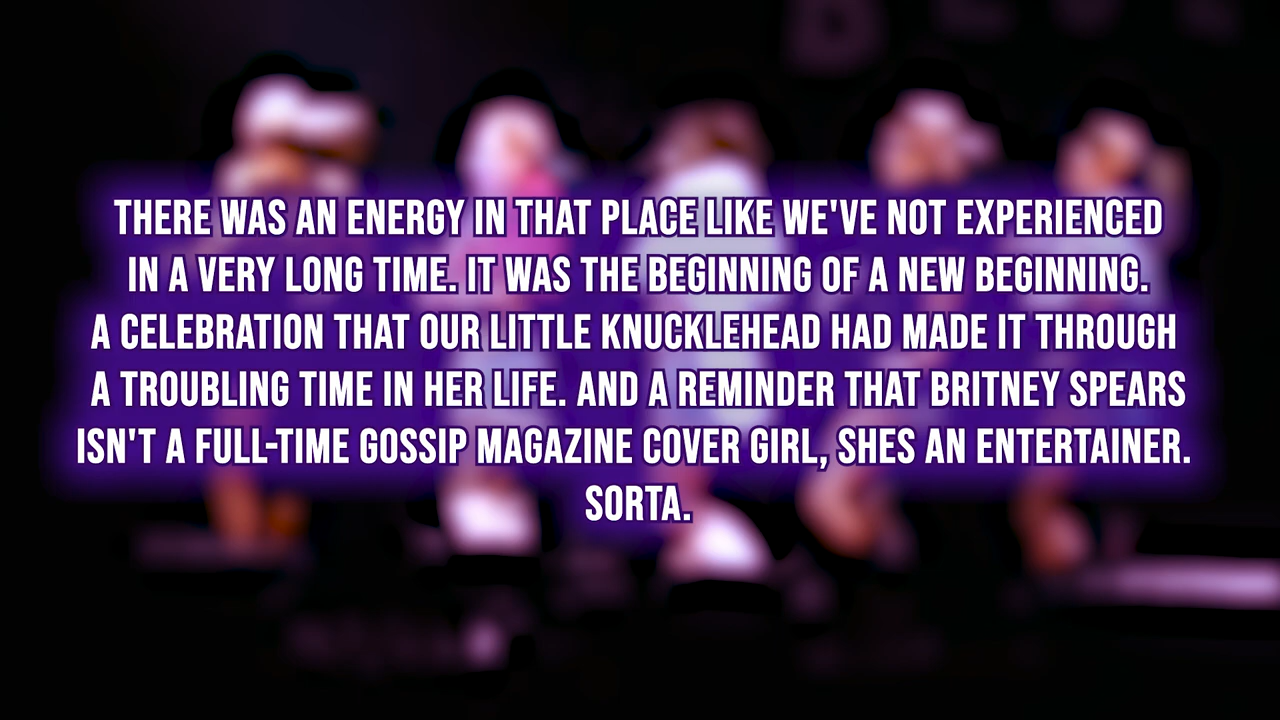 THERE WAS AN ENERGY IN THAT PLACE LIKE WE'VE NOT EXPERIENCED
IN A VERY LONG TIME. IT WAS THE BEGINNING OF A NEW BEGINNING.
A CELEBRATION THAT OUR LITTLE KNUCKLEHEAD HAD MADE IT THROUGH
A TROUBLING TIME IN HER LIFE. AND A REMINDER THAT BRITNEY SPEARS
ISN'T A FULL-TIME GOSSIP MAGAZINE COVER GIRL, SHES AN ENTERTAINER.
SORTA.